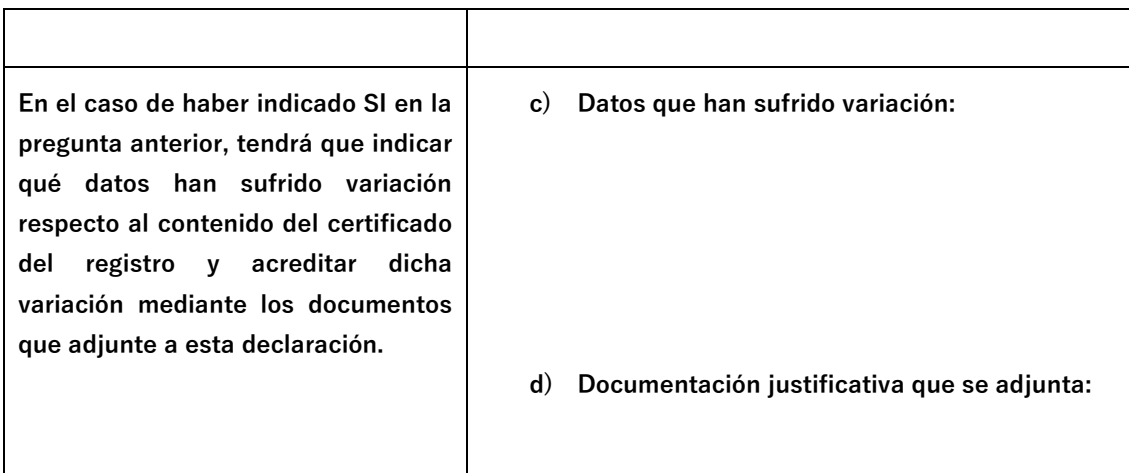 En el caso de haber indicado SI en la
pregunta anterior, tendrá que indicar
qué datos han sufrido variación
respecto al contenido del certificado
del registro y acreditar dicha
variación mediante los documentos
que adjunte a esta declaración.
c) Datos que han sufrido variación:
d) Documentación justificativa que se adjunta: